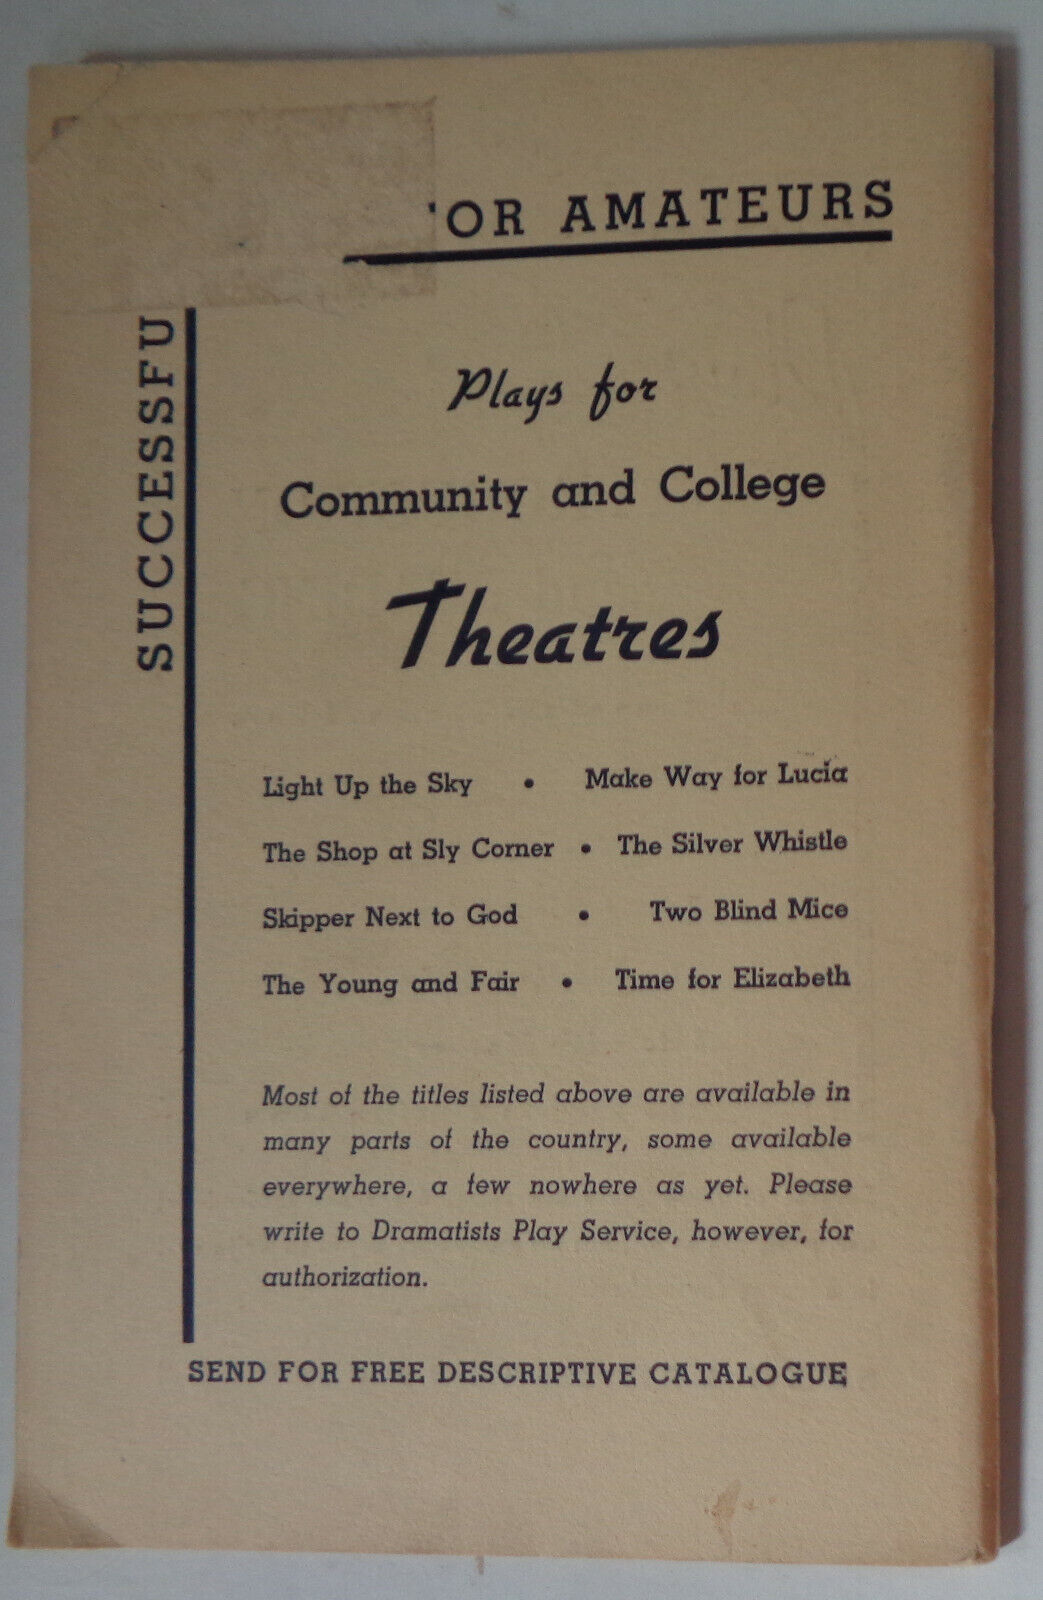 'OR AMATEURS
SUCCESSFU
Plays for
Community and College
Theatres
Light Up the Sky • Make Way for Lucia
The Shop at Sly Corner • The Silver Whistle
Skipper Next to God • Two Blind Mice
The Young and Fair • Time for Elizabeth
Most of the titles listed above are available in
many parts of the country, some available
everywhere, a few nowhere as yet. Please
write to Dramatists Play Service, however, for
authorization.
SEND FOR FREE DESCRIPTIVE CATALOGUE